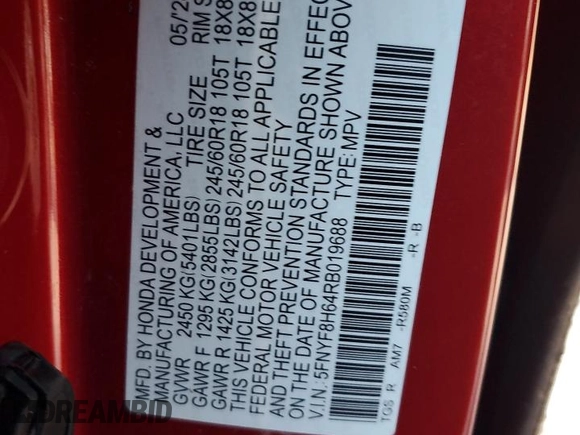 MFD. BY HONDA DEVELOPMENT &
MANUFACTURING OF AMERICA, LLC 05/2
GVWR 2450 KG(5401LBS) TIRE SIZE RIM S
GAWR F 1295 KG(2855LBS) 245/60R18 105T 18X8
GAWR R 1425 KG(3142LBS) 245/60R18 105T 18X8
THIS VEHICLE CONFORMS TO ALL APPLICABLE
FEDERAL MOTOR VEHICLE SAFETY
AND THEFT PREVENTION STANDARDS IN EFFEC
ON THE DATE OF MANUFACTURE SHOWN ABOV
V.I.N.: 5FNYF8H64RB019688 TYPE: MPV
TGS R AM7 -R580M -R -B
DREAMBID